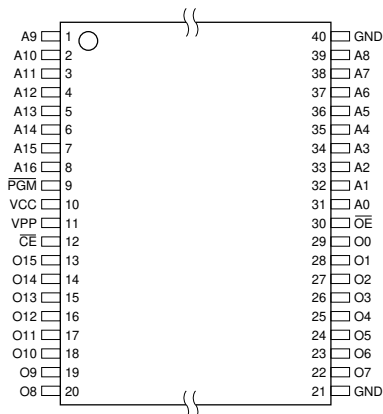 A9 1 40 GND
A10 2 39 A8
A11 3 38 A7
A12 4 37 A6
A13 5 36 A5
A14 6 35 A4
A15 7 34 A3
A16 8 33 A2
PGM 9 32 A1
VCC 10 31 A0
VPP 11 30 OE
CE 12 29 O0
O15 13 28 O1
O14 14 27 O2
O13 15 26 O3
O12 16 25 O4
O11 17 24 O5
O10 18 23 O6
O9 19 22 O7
O8 20 21 GND